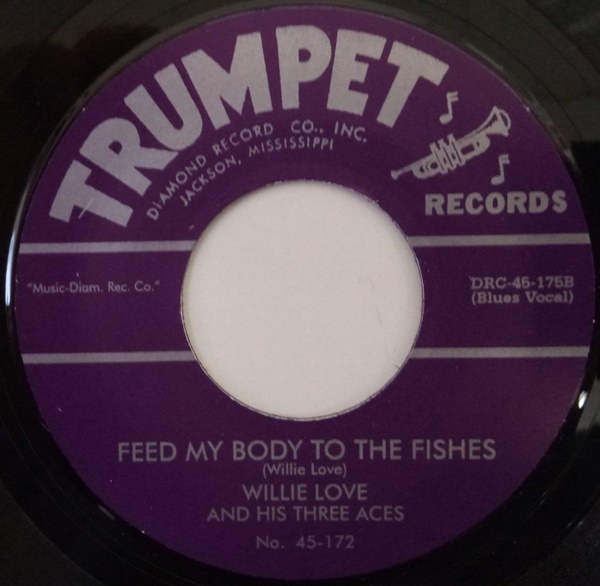 TRUMPET
DIAMOND RECORD CO., INC.
JACKSON, MISSISSIPPI
RECORDS
"Music-Diam. Rec. Co."
DRC-45-175B
(Blues Vocal)
FEED MY BODY TO THE FISHES
(Willie Love)
WILLIE LOVE
AND HIS THREE ACES
No. 45-172